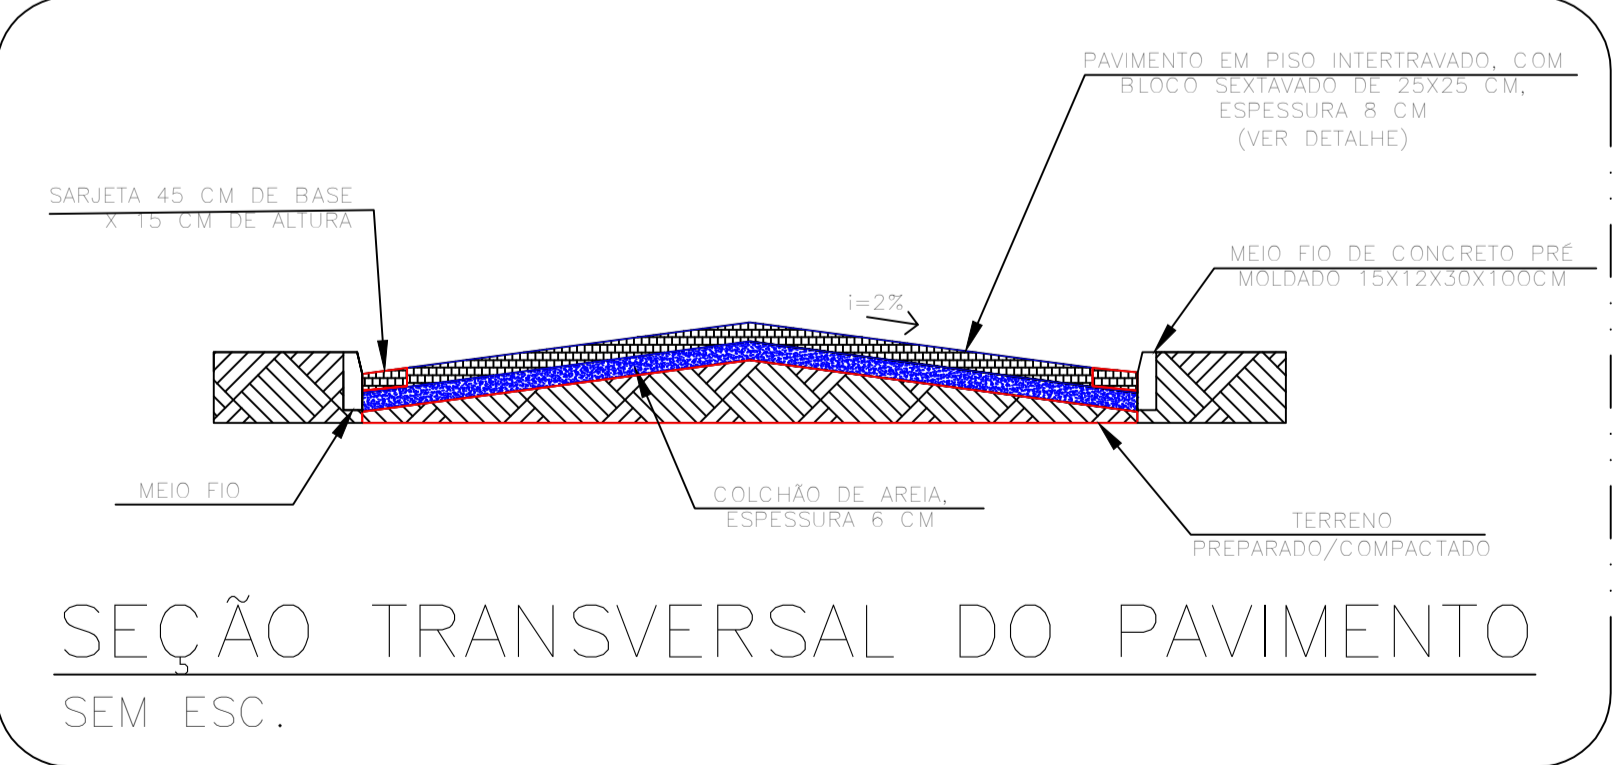 PAVIMENTO EM PISO INTERTRAVADO, COM
BLOCO SEXTAVADO DE 25X25 CM,
ESPESSURA 8 CM
(VER DETALHE)
SARJETA 45 CM DE BASE
X 15 CM DE ALTURA
MEIO FIO DE CONCRETO PRÉ
MOLDADO 15X12X30X100CM
i=2%
MEIO FIO
COLCHÃO DE AREIA,
ESPESSURA 6 CM
TERRENO
PREPARADO/COMPACTADO
SEÇÃO TRANSVERSAL DO PAVIMENTO
SEM ESC.